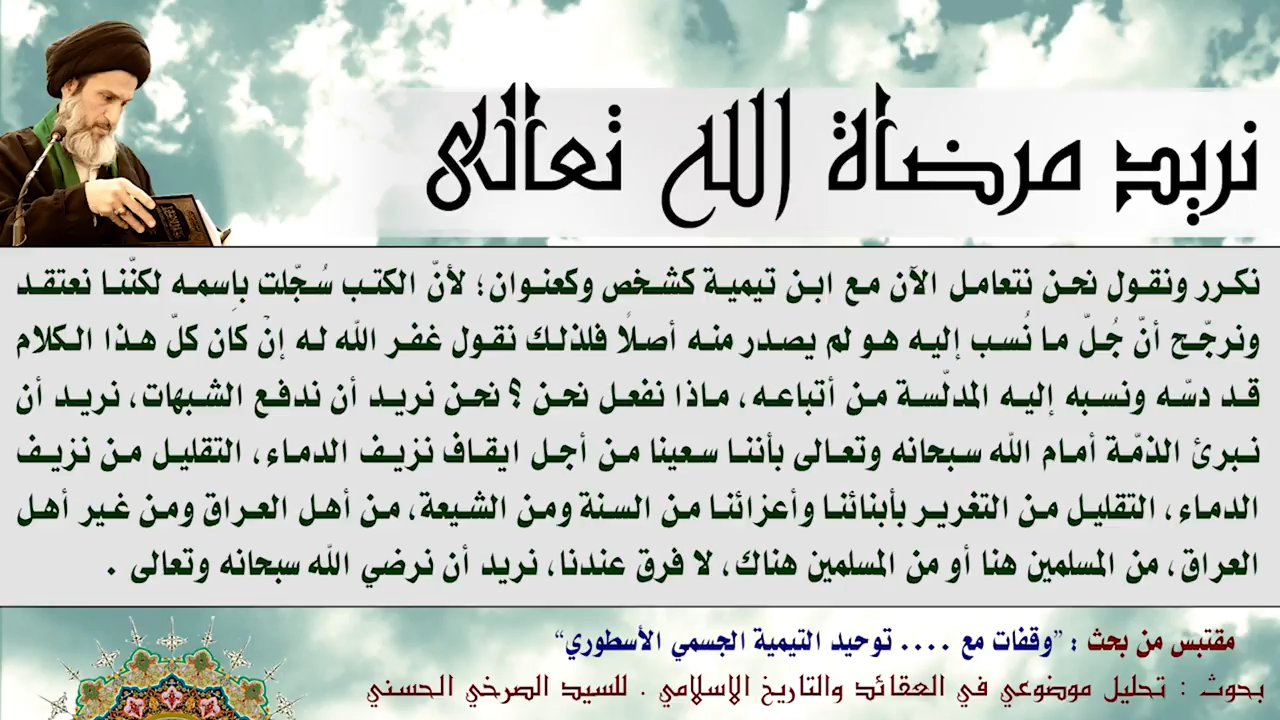 نريد مرضاة الله تعالى
نكرر ونقول نحن نتعامل الآن مع ابن تيمية كشخص وكعنوان؛ لأنّ الكتب سُجّلت بإسمه لكنّنا نعتقد
ونرجّح أنّ جُلّ ما نُسب إليه هو لم يصدر منه أصلاً فلذلك نقول غفر الله له إنْ كان كلّ هذا الكلام
قد دسّه ونسبه إليه المدلّسة من أتباعه، ماذا نفعل نحن ؟ نحن نريد أن ندفع الشبهات، نريد أن
نبرئ الذمّة أمام الله سبحانه وتعالى بأننا سعينا من أجل ايقاف نزيف الدماء، التقليل من نزيف
الدماء، التقليل من التغرير بأبنائنا وأعزائنا من السنة ومن الشيعة، من أهل العراق ومن غير أهل
العراق، من المسلمين هنا أو من المسلمين هناك، لا فرق عندنا، نريد أن نرضي الله سبحانه وتعالى .
مقتبس من بحث : "وقفات مع .... توحيد التيمية الجسمي الأسطوري"
بحوث : تحليل موضوعي في العقائد والتاريخ الاسلامي . للسيد الصرخي الحسني